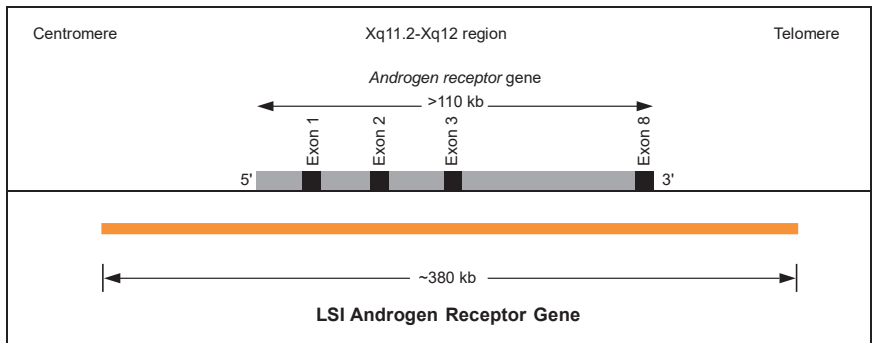 Centromere Xq11.2-Xq12 region Telomere
Androgen receptor gene
>110 kb
Exon 1 Exon 2 Exon 3 Exon 8
5' 3'
~380 kb
LSI Androgen Receptor Gene